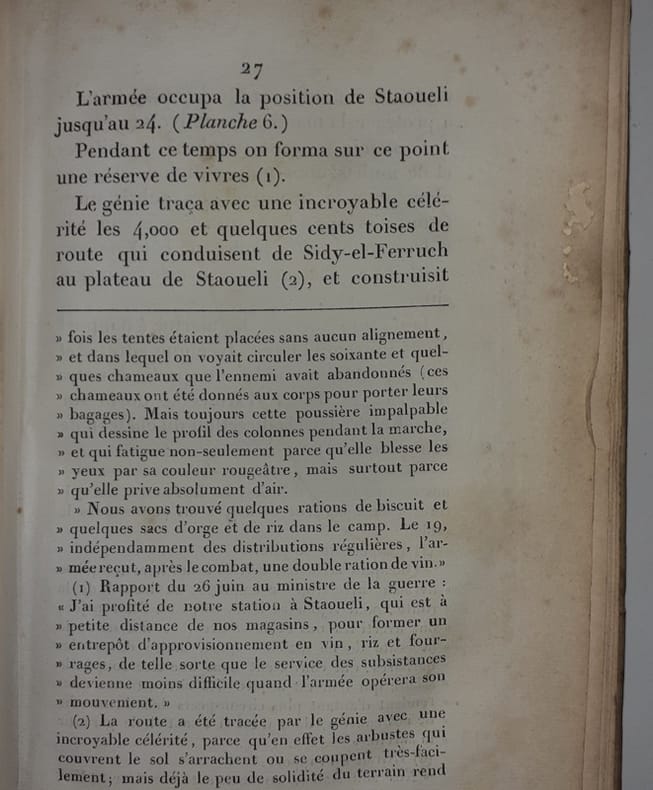 27
L'armée occupa la position de Staoueli
jusqu'au 24. (Planche 6.)
Pendant ce temps on forma sur ce point
une réserve de vivres (1).
Le génie traça avec une incroyable célé-
rité les 4,000 et quelques cents toises de
route qui conduisent de Sidy-el-Ferruch
au plateau de Staoueli (2), et construisit
» fois les tentes étaient placées sans aucun alignement,
» et dans lequel on voyait circuler les soixante et quel-
» ques chameaux que l'ennemi avait abandonnés (ces
» chameaux ont été donnés aux corps pour porter leurs
» bagages). Mais toujours cette poussière impalpable
» qui dessine le profil des colonnes pendant la marche,
» et qui fatigue non-seulement parce qu'elle blesse les
» yeux par sa couleur rougeâtre, mais surtout parce
» qu'elle prive absolument d'air.
» Nous avons trouvé quelques rations de biscuit et
» quelques sacs d'orge et de riz dans le camp. Le 19,
» indépendamment des distributions régulières, l'ar-
» mée reçut, après le combat, une double ration de vin.»
(1) Rapport du 26 juin au ministre de la guerre :
« J'ai profité de notre station à Staoueli, qui est à
» petite distance de nos magasins, pour former un
» entrepôt d'approvisionnement en vin, riz et four-
» rages, de telle sorte que le service des subsistances
» devienne moins difficile quand l'armée opérera son
» mouvement. »
(2) La route a été tracée par le génie avec une
incroyable célérité, parce qu'en effet les arbustes qui
couvrent le sol s'arrachent ou se coupent très-faci-
lement; mais déjà le peu de solidité du terrain rend